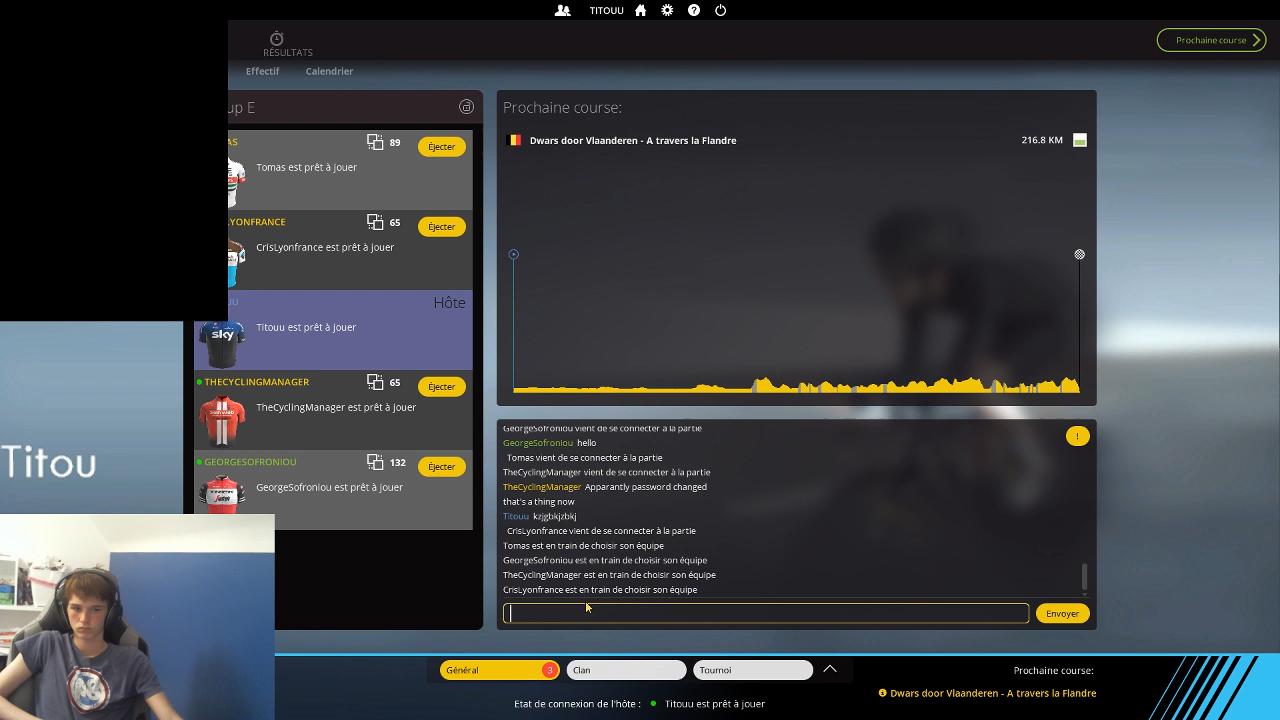 TITOUU
RÉSULTATS
Prochaine course
Effectif
Calendrier
up E
AS
89
Éjecter
Tomas est prêt à jouer
LYONFRANCE
65
Éjecter
CrisLyonfrance est prêt à jouer
UU
Hôte
Titouu est prêt à jouer
sky
THECYCLINGMANAGER
65
Éjecter
TheCyclingManager est prêt à jouer
GEORGESOFRONIOU
132
Éjecter
GeorgeSofroniou est prêt à jouer
Titou
Prochaine course:
Dwars door Vlaanderen - A travers la Flandre
216.8 KM
GeorgeSofroniou vient de se connecter à la partie
GeorgeSofroniou hello
Tomas vient de se connecter à la partie
TheCyclingManager vient de se connecter à la partie
TheCyclingManager Apparantly password changed
that's a thing now
Titouu kzjgbkjzbkj
CrisLyonfrance vient de se connecter à la partie
Tomas est en train de choisir son équipe
GeorgeSofroniou est en train de choisir son équipe
TheCyclingManager est en train de choisir son équipe
CrisLyonfrance est en train de choisir son équipe
!
Envoyer
Général
3
Clan
Tournoi
Prochaine course:
Dwars door Vlaanderen - A travers la Flandre
Etat de connexion de l'hôte :
Titouu est prêt à jouer